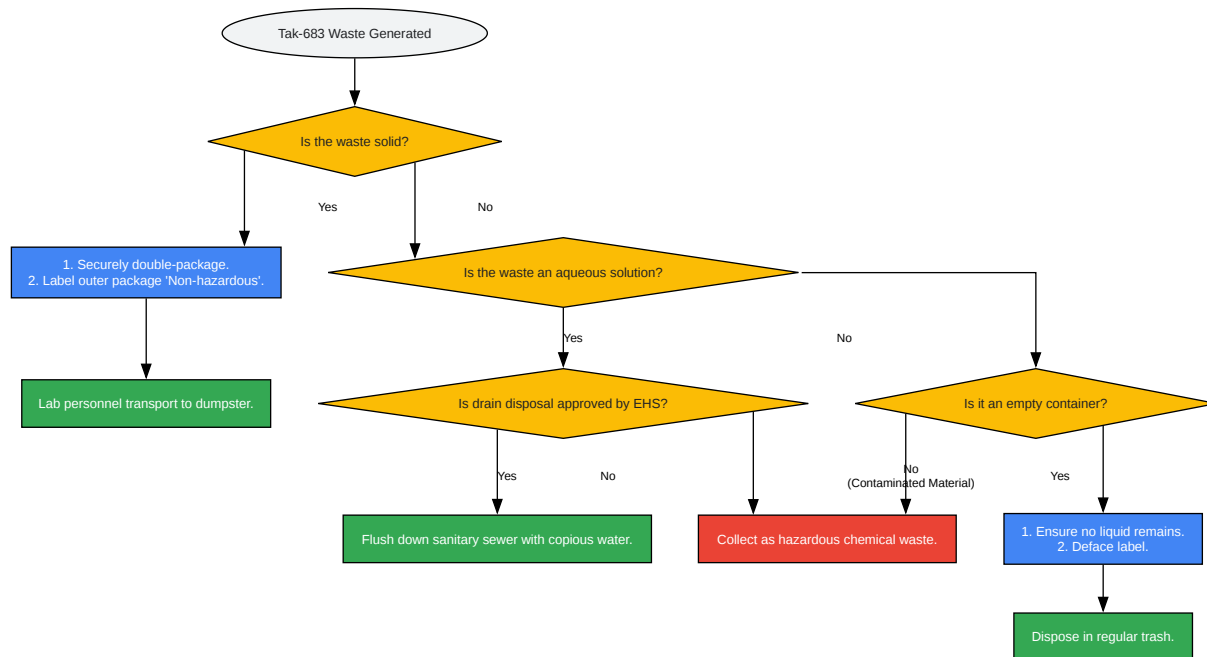 Tak-683 Waste Generated
Is the waste solid?
Yes
No
1. Securely double-package.
2. Label outer package 'Non-hazardous'.
Is the waste an aqueous solution?
Yes
No
Lab personnel transport to dumpster.
Is drain disposal approved by EHS?
Is it an empty container?
Yes
No
No
(Contaminated Material)
Yes
Flush down sanitary sewer with copious water.
Collect as hazardous chemical waste.
1. Ensure no liquid remains.
2. Deface label.
Dispose in regular trash.